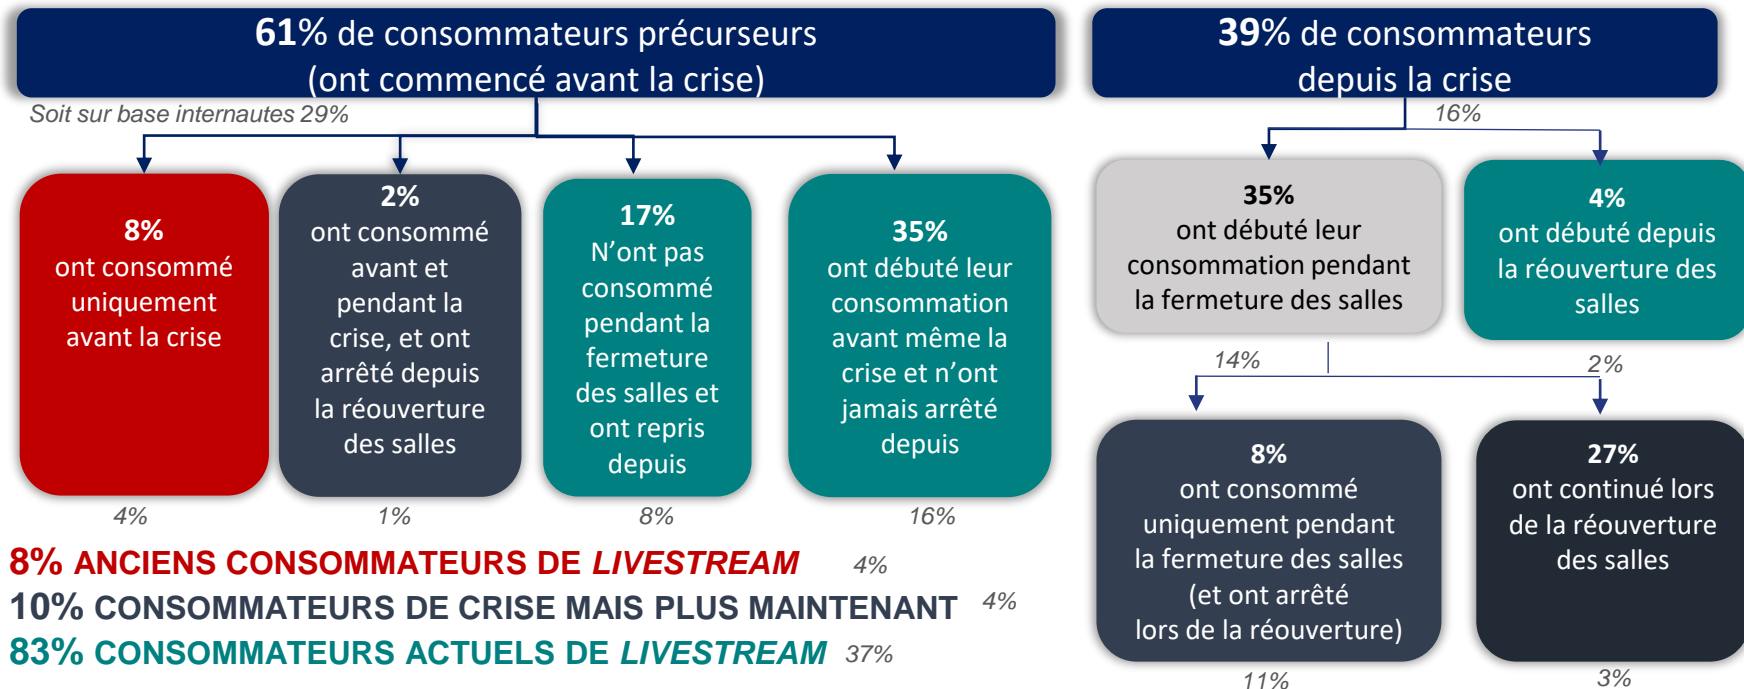 61% de consommateurs précurseurs
(ont commencé avant la crise)
39% de consommateurs
depuis la crise
Soit sur base internautes 29%
16%
8%
ont consommé
uniquement
avant la crise
2%
ont consommé
avant et
pendant la
crise, et ont
arrêté depuis
la réouverture
des salles
17%
N’ont pas
consommé
pendant la
fermeture
des salles et
ont repris
depuis
35%
ont débuté leur
consommation
avant même la
crise et n’ont
jamais arrêté
depuis
35%
ont débuté leur
consommation pendant
la fermeture des salles
4%
ont débuté depuis
la réouverture des
salles
14%
2%
8%
ont consommé
uniquement pendant
la fermeture des salles
(et ont arrêté
lors de la réouverture)
27%
ont continué lors
de la réouverture
des salles
4%
1%
8%
16%
11%
3%
8% ANCIENS CONSOMMATEURS DE LIVESTREAM 4%
10% CONSOMMATEURS DE CRISE MAIS PLUS MAINTENANT 4%
83% CONSOMMATEURS ACTUELS DE LIVESTREAM 37%